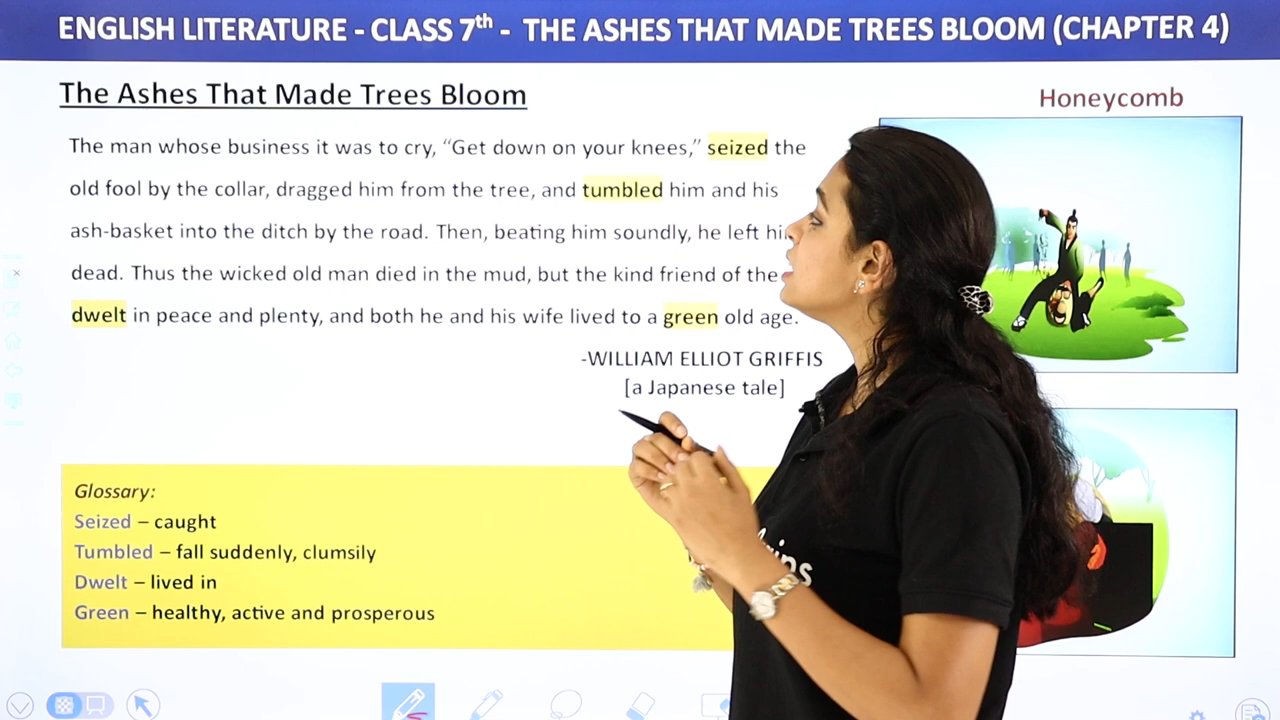 ENGLISH LITERATURE - CLASS 7th - THE ASHES THAT MADE TREES BLOOM (CHAPTER 4)
The Ashes That Made Trees Bloom
Honeycomb
The man whose business it was to cry, “Get down on your knees,” seized the
old fool by the collar, dragged him from the tree, and tumbled him and his
ash-basket into the ditch by the road. Then, beating him soundly, he left
dead. Thus the wicked old man died in the mud, but the kind friend of the
dwelt in peace and plenty, and both he and his wife lived to a green old age.
-WILLIAM ELLIOT GRIFFIS
[a Japanese tale]
Glossary:
Seized – caught
Tumbled – fall suddenly, clumsily
Dwelt – lived in
Green – healthy, active and prosperous